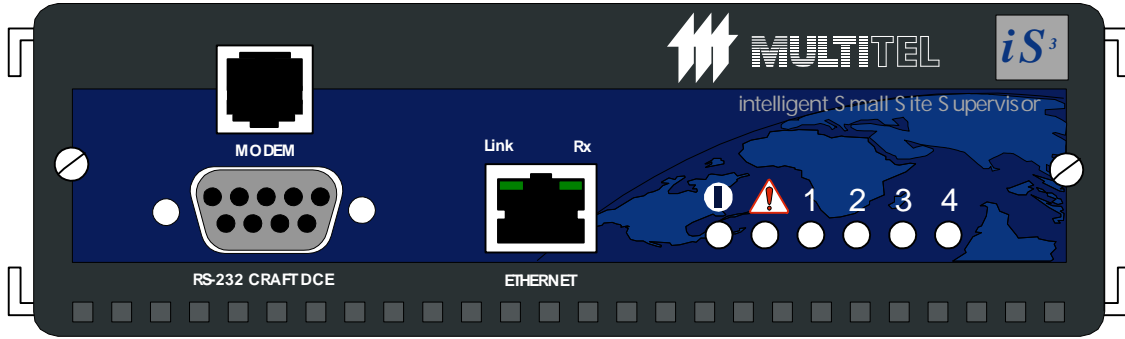 MULTITEL
iS³
intelligent Small Site Supervisor
MODEM
Link Rx
1 2 3 4
RS-232 CRAFT DCE
ETHERNET